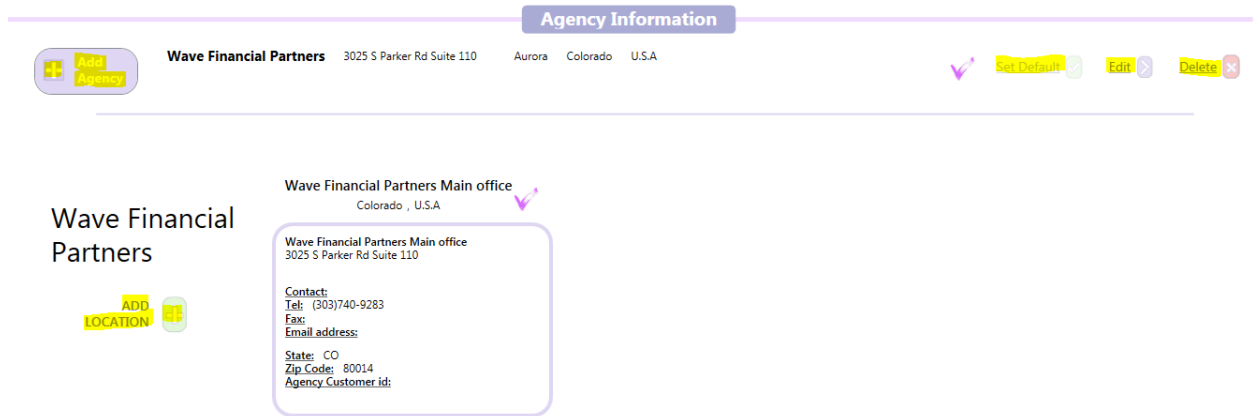 Agency Information
Add Agency
Wave Financial Partners 3025 S Parker Rd Suite 110 Aurora Colorado U.S.A
Set Default Edit Delete
Wave Financial Partners Main office
Colorado , U.S.A
Wave Financial
Partners
ADD
LOCATION
Wave Financial Partners Main office
3025 S Parker Rd Suite 110
Contact:
Tel: (303)740-9283
Fax:
Email address:
State: CO
Zip Code: 80014
Agency Customer id: